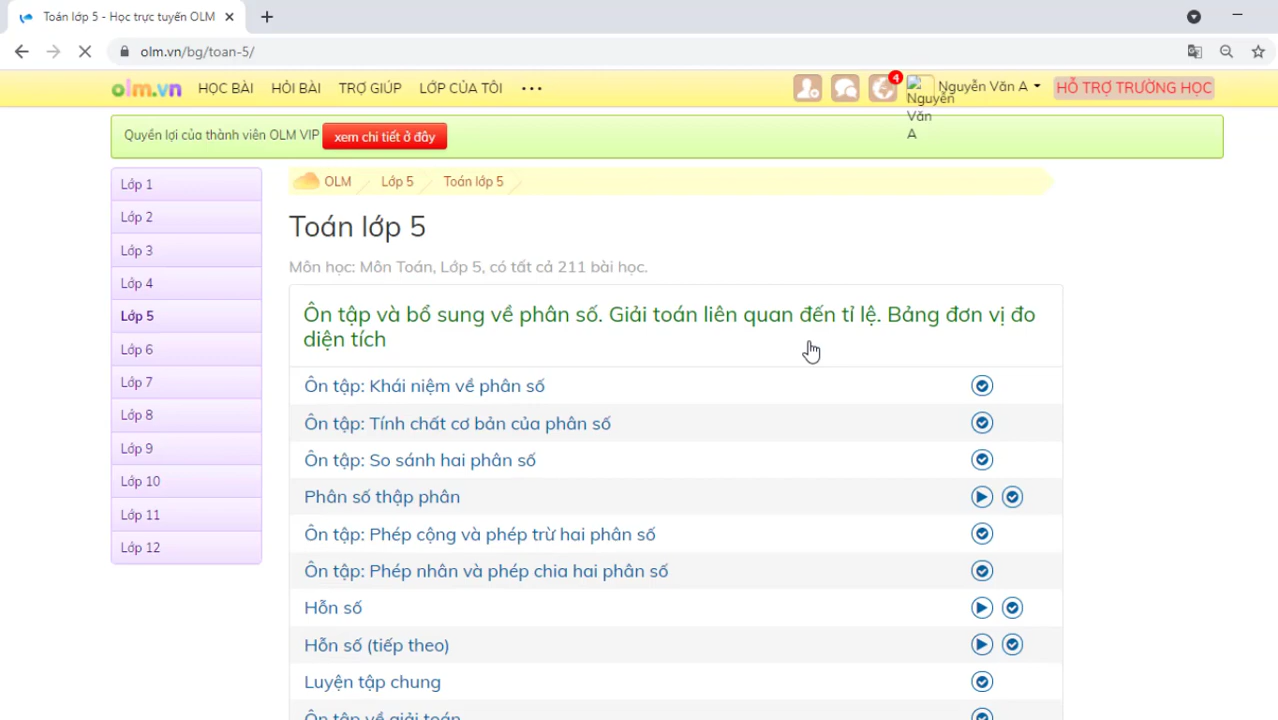 Toán lớp 5 - Học trực tuyến OLM
olm.vn/bg/toan-5/
olm.vn HỌC BÀI HỎI BÀI TRỢ GIÚP LỚP CỦA TÔI ••• 4 Nguyễn Văn A HỖ TRỢ TRƯỜNG HỌC
Nguyễn
Văn
A
Quyền lợi của thành viên OLM VIP xem chi tiết ở đây
Lớp 1
Lớp 2
Lớp 3
Lớp 4
Lớp 5
Lớp 6
Lớp 7
Lớp 8
Lớp 9
Lớp 10
Lớp 11
Lớp 12
OLM Lớp 5 Toán lớp 5
Toán lớp 5
Môn học: Môn Toán, Lớp 5, có tất cả 211 bài học.
Ôn tập và bổ sung về phân số. Giải toán liên quan đến tỉ lệ. Bảng đơn vị đo
diện tích
Ôn tập: Khái niệm về phân số
Ôn tập: Tính chất cơ bản của phân số
Ôn tập: So sánh hai phân số
Phân số thập phân
Ôn tập: Phép cộng và phép trừ hai phân số
Ôn tập: Phép nhân và phép chia hai phân số
Hỗn số
Hỗn số (tiếp theo)
Luyện tập chung
Ôn tập về giải toán